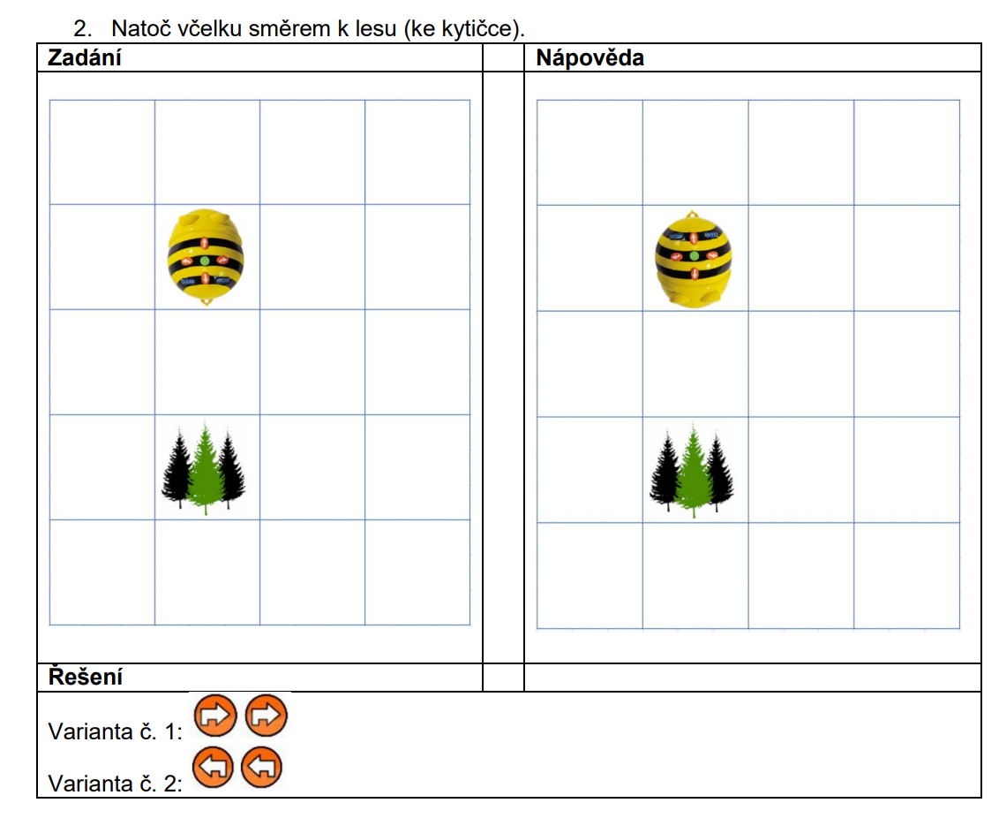 2. Natoč včelku směrem k lesu (ke kytičce).
Zadání
Nápověda
Řešení
Varianta č. 1:
Varianta č. 2: